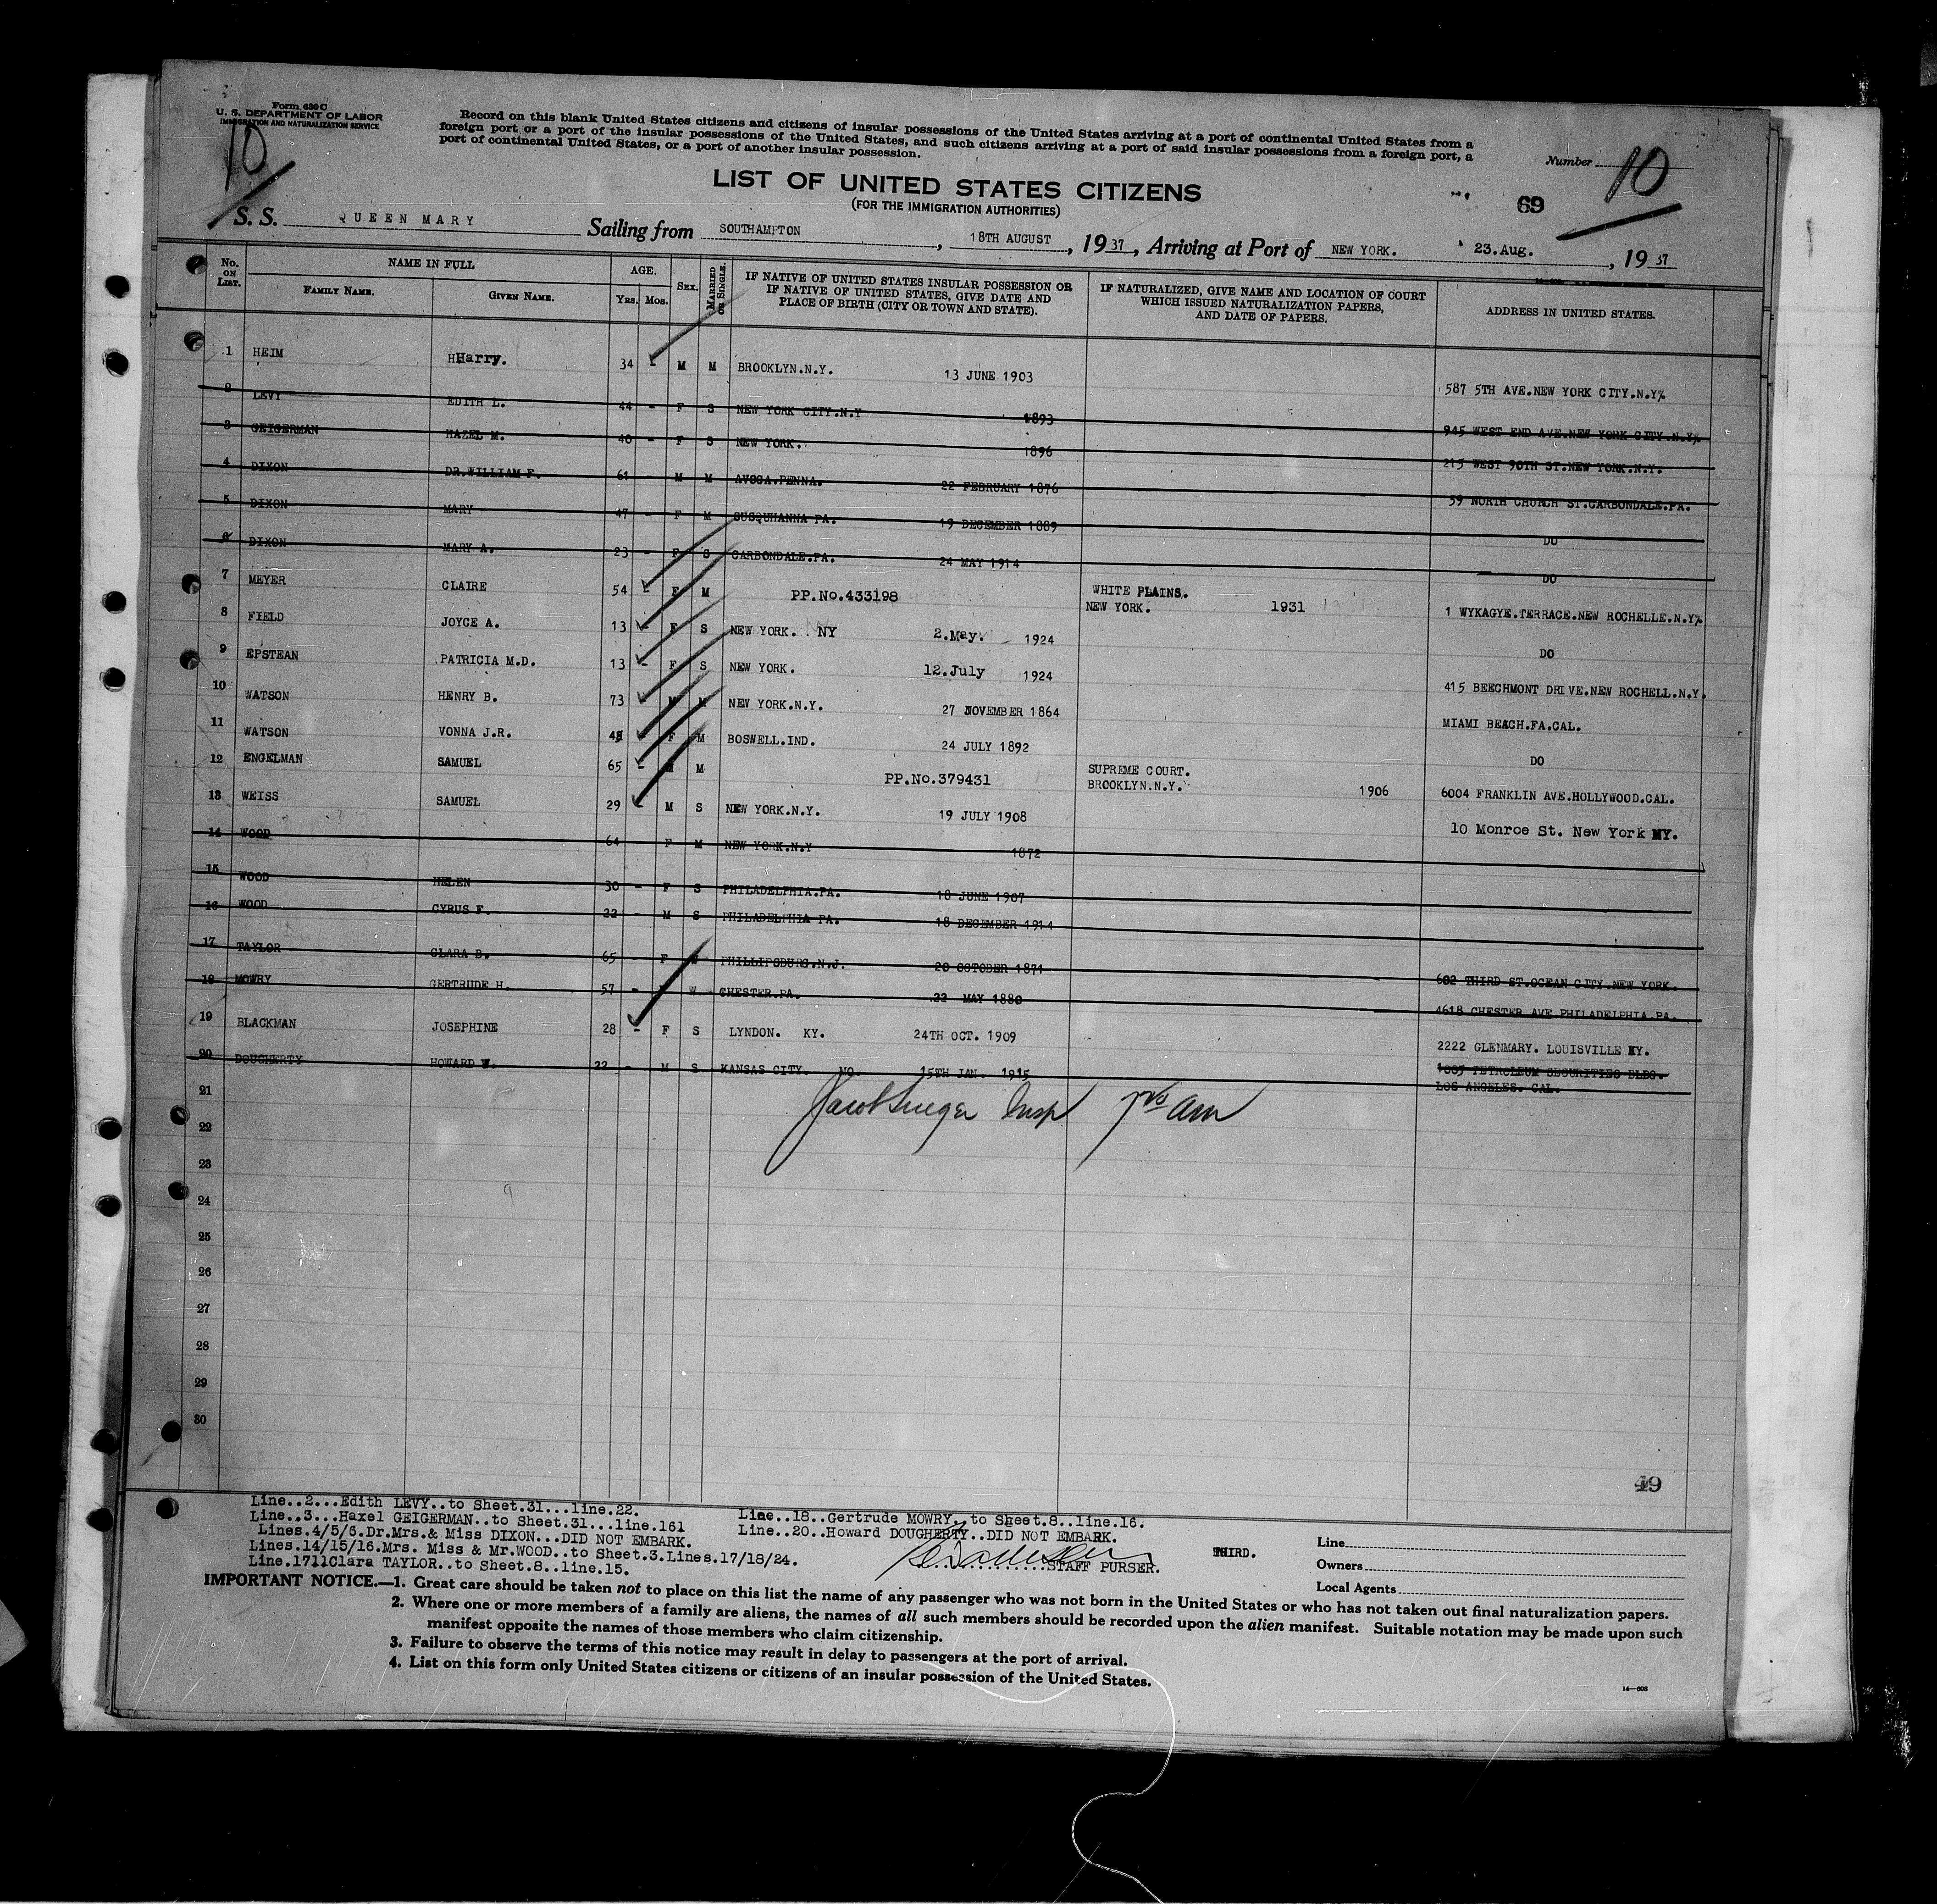 Form 630 C
U. S. DEPARTMENT OF LABOR
IMMIGRATION AND NATURALIZATION SERVICE
Record on this blank United States citizens and citizens of insular possessions of the United States arriving at a port of continental United States from a
foreign port or a port of the insular possessions of the United States, and such citizens arriving at a port of said insular possessions from a foreign port, a
port of continental United States, or a port of another insular possession.
10
Number 10
LIST OF UNITED STATES CITIZENS
(FOR THE IMMIGRATION AUTHORITIES)
69
S. S. QUEEN MARY Sailing from SOUTHAMPTON, 18TH AUGUST, 1937, Arriving at Port of NEW YORK. 23.Aug., 1937
No. ON LIST. NAME IN FULL AGE. SEX. MARRIED OR SINGLE. IF NATIVE OF UNITED STATES INSULAR POSSESSION OR IF NATIVE OF UNITED STATES, GIVE DATE AND PLACE OF BIRTH (CITY OR TOWN AND STATE). IF NATURALIZED, GIVE NAME AND LOCATION OF COURT WHICH ISSUED NATURALIZATION PAPERS, AND DATE OF PAPERS. ADDRESS IN UNITED STATES.
FAMILY NAME. GIVEN NAME. YRS. MOS.
1 HEIM HHarry. 34 - M M BROOKLYN.N.Y. 13 JUNE 1903 587 5TH AVE.NEW YORK CITY.N.Y.
2 LEVY EDITH L. 44 - F S NEW YORK CITY.N.Y 1893 945 WEST END AVE.NEW YORK CITY.N.Y.
3 GEIGERMAN HAZEL M. 40 - F S NEW YORK. 1896 215 WEST 90TH ST.NEW YORK.N.Y.
4 DIXON DR.WILLIAM F. 61 - M M AVOCA.PENNA. 22 FEBRUARY 1876 59 NORTH CHURCH ST.CARBONDALE.PA.
5 DIXON MARY 47 - F M SUSQUHANNA PA. 19 DECEMBER 1889 DO
6 DIXON MARY A. 23 - F S CARBONDALE.PA. 24 MAY 1914 DO
7 MEYER CLAIRE 54 - F M PP.No.433198 WHITE PLAINS. NEW YORK. 1931 1 WYKAGYE.TERRACE.NEW ROCHELLE.N.Y.
8 FIELD JOYCE A. 13 - F S NEW YORK. NY 2.May. 1924 DO
9 EPSTEAN PATRICIA M.D. 13 - F S NEW YORK. 12.July 1924 415 BEECHMONT DRIVE.NEW ROCHELL.N.Y.
10 WATSON HENRY B. 73 - M M NEW YORK.N.Y. 27 NOVEMBER 1864 MIAMI BEACH.FA.CAL.
11 WATSON VONNA J.R. - F M BOSWELL.IND. 24 JULY 1892 DO
12 ENGELMAN SAMUEL 65 - M M PP.No.379431 SUPREME COURT. BROOKLYN.N.Y. 1906 6004 FRANKLIN AVE.HOLLYWOOD.CAL.
13 WEISS SAMUEL 29 - M S NEW YORK.N.Y. 19 JULY 1908 10 Monroe St. New York NY.
14 WOOD 64 - F M NEW YORK.N.Y 1872
15 WOOD HELEN 30 - F S PHILADELPHIA.PA. 18 JUNE 1907
16 WOOD CYRUS F. 22 - M S PHILADELPHIA PA. 18 DECEMBER 1914
17 TAYLOR CLARA B. 65 - F W PHILLIPSBURG.N.J. 20 OCTOBER 1871 602 THIRD ST.OCEAN CITY.NEW YORK.
18 MOWRY GERTRUDE H. 57 - W. CHESTER.PA. 22 MAY 1880 4618 CHESTER AVE PHILADELPHIA.PA.
19 BLACKMAN JOSEPHINE 28 - F S LYNDON. KY. 24TH OCT. 1909 2222 GLENMARY. LOUISVILLE KY.
20 DOUGHERTY HOWARD W. 22 - M S KANSAS CITY. MO. 15TH JAN. 1915 PETROLEUM SECURITIES BLDG. LOS ANGELES. CAL.
21
22
23
24
25
26
27
28
29
30
49
Line..2...Edith LEVY..to Sheet.31...line.22.
Line..3...Haxel GEIGERMAN..to Sheet.31...line.161
Lines.4/5/6.Dr.Mrs.& Miss DIXON...DID NOT EMBARK.
Lines.14/15/16.Mrs. Miss & Mr.WOOD..to Sheet.3.Lines.17/18/24.
Line.1711Clara TAYLOR..to Sheet.8..line.15.
Line..18..Gertrude MOWRY..to Sheet.8..line.16.
Line..20..Howard DOUGHERTY..DID NOT EMBARK.
STAFF PURSER.
THIRD.
Line
Owners
Local Agents
IMPORTANT NOTICE.—1. Great care should be taken not to place on this list the name of any passenger who was not born in the United States or who has not taken out final naturalization papers.
2. Where one or more members of a family are aliens, the names of all such members should be recorded upon the alien manifest. Suitable notation may be made upon such
manifest opposite the names of those members who claim citizenship.
3. Failure to observe the terms of this notice may result in delay to passengers at the port of arrival.
4. List on this form only United States citizens or citizens of an insular possession of the United States.
14—808